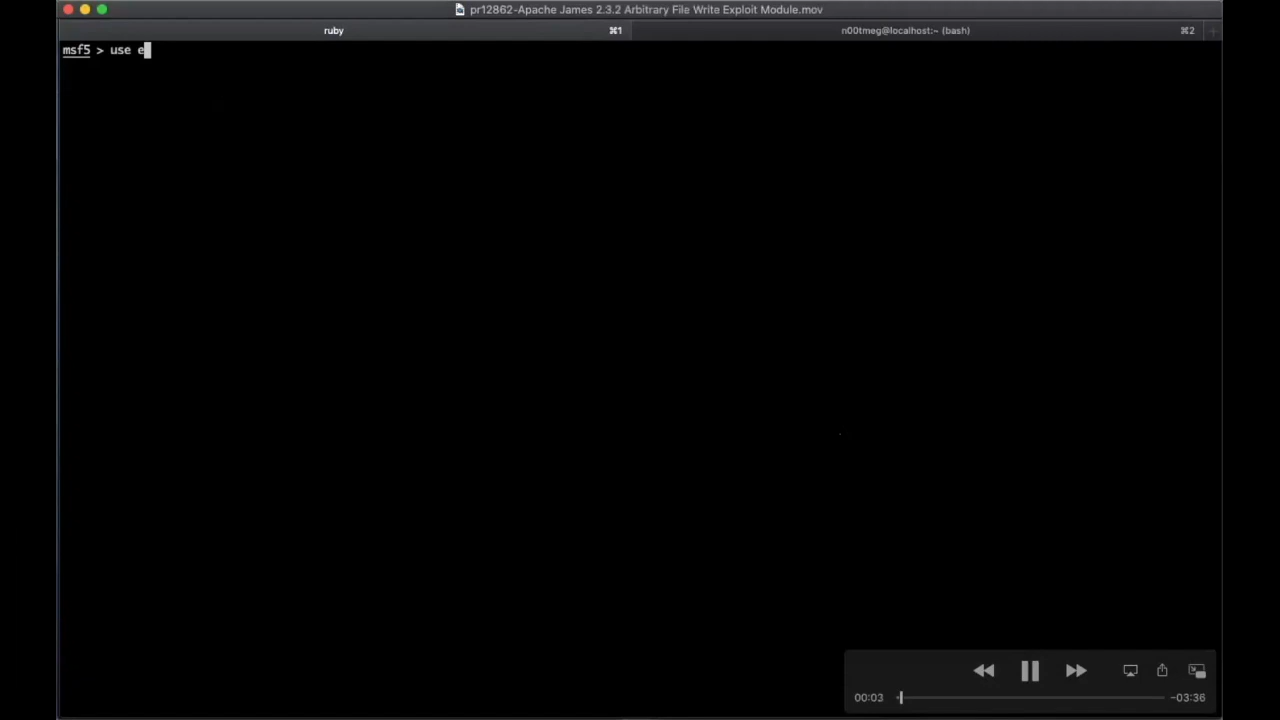 pr12862-Apache James 2.3.2 Arbitrary File Write Exploit Module.mov
ruby ⌘1 n00tmeg@localhost:~ (bash) ⌘2 +
msf5 > use e
00:03 −03:36